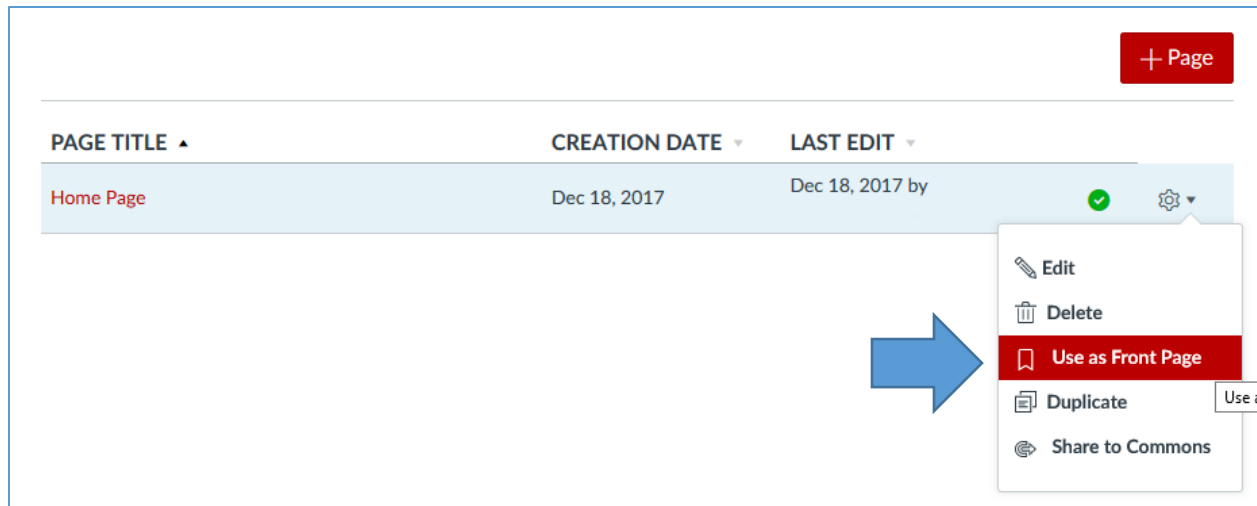 + Page
PAGE TITLE CREATION DATE LAST EDIT
Home Page Dec 18, 2017 Dec 18, 2017 by
Edit
Delete
Use as Front Page
Duplicate
Use a
Share to Commons